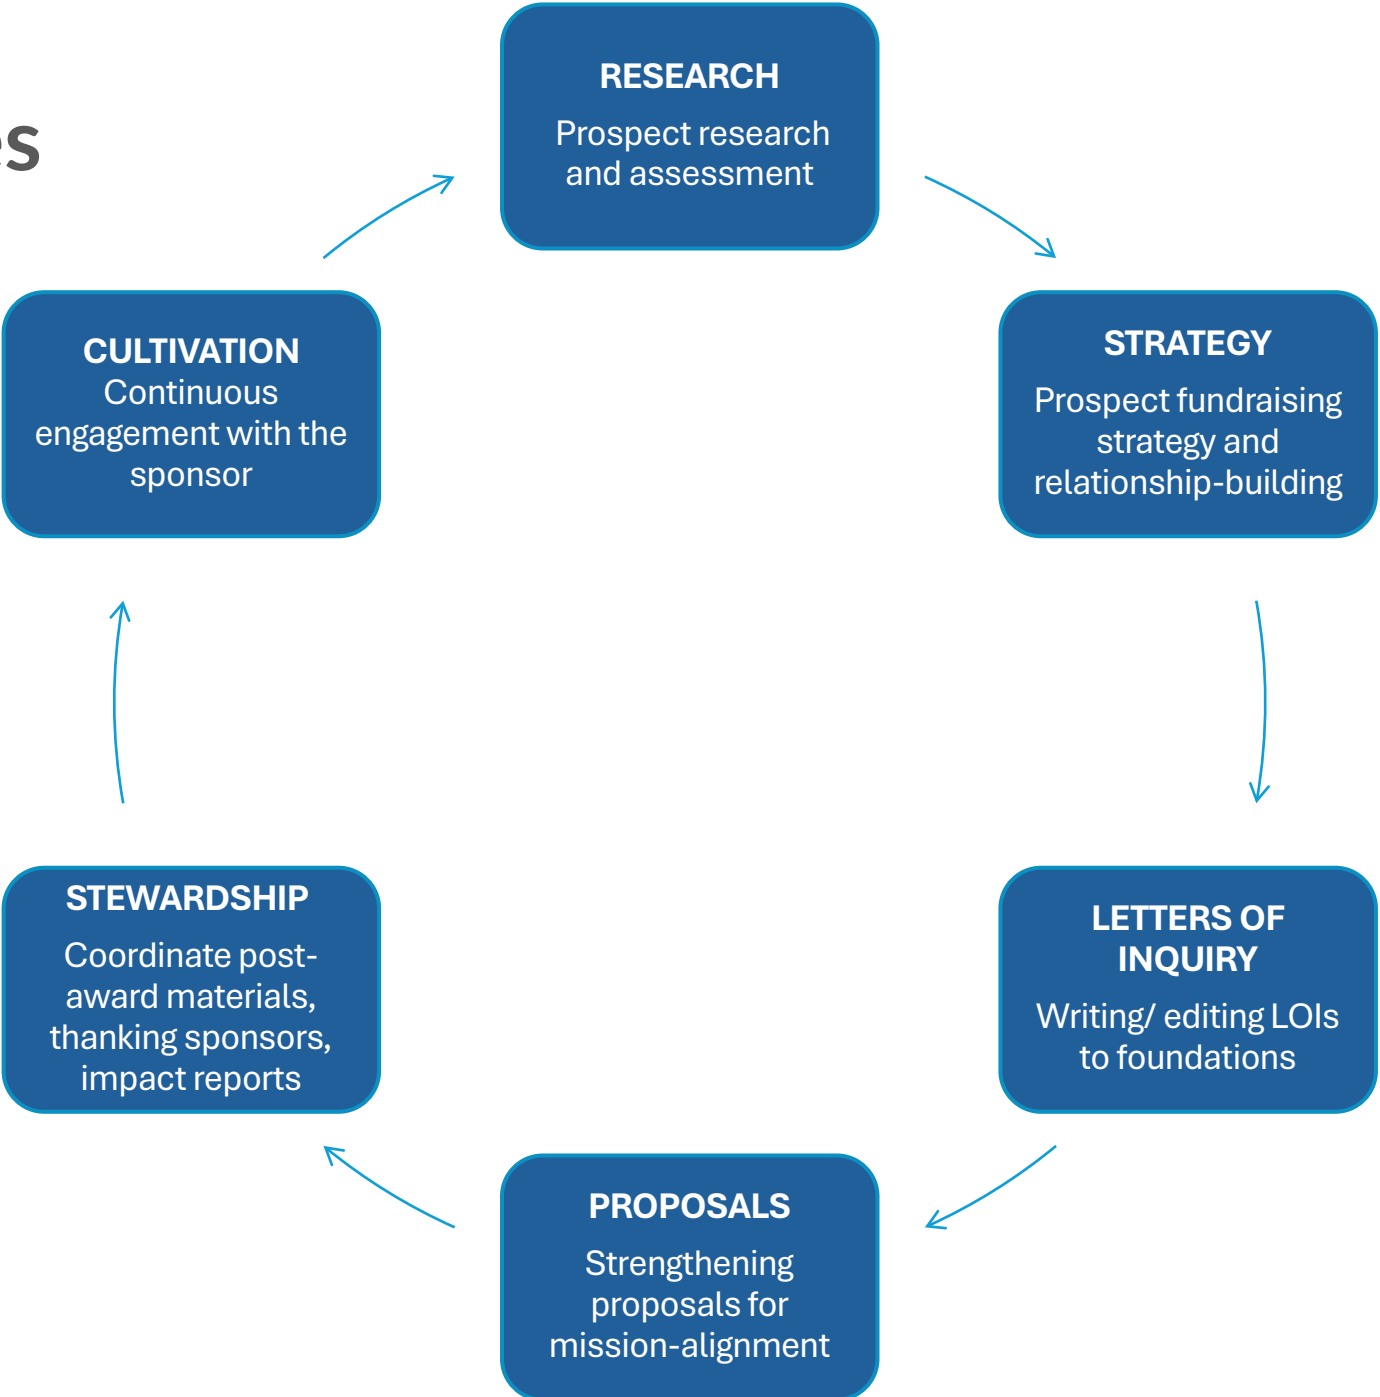 es
RESEARCH
Prospect research
and assessment
STRATEGY
Prospect fundraising
strategy and
relationship-building
LETTERS OF
INQUIRY
Writing/ editing LOIs
to foundations
PROPOSALS
Strengthening
proposals for
mission-alignment
STEWARDSHIP
Coordinate post-
award materials,
thanking sponsors,
impact reports
CULTIVATION
Continuous
engagement with the
sponsor